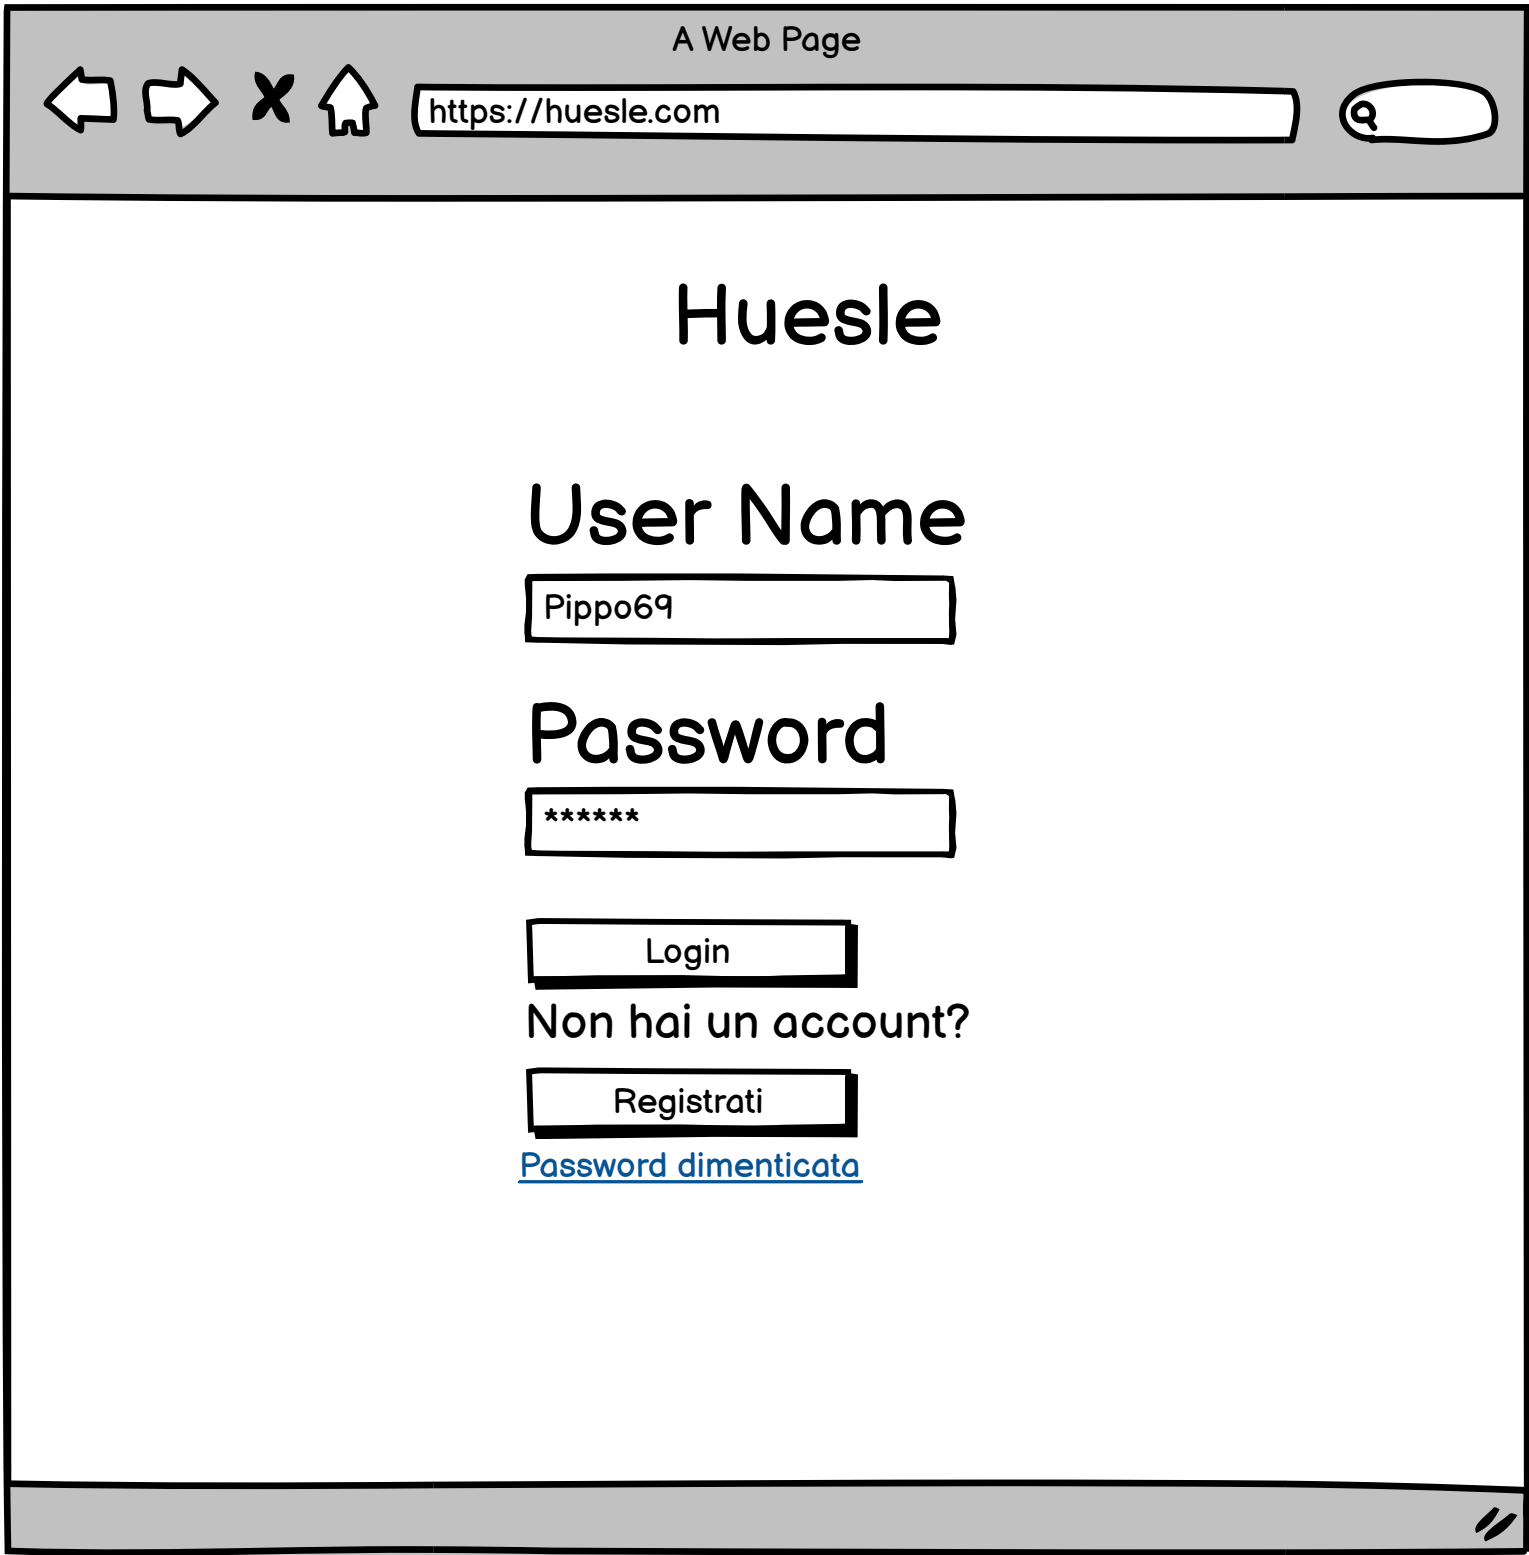 A Web Page
https://huesle.com
Huesle
User Name
Pippo69
Password
******
Login
Non hai un account?
Registrati
Password dimenticata